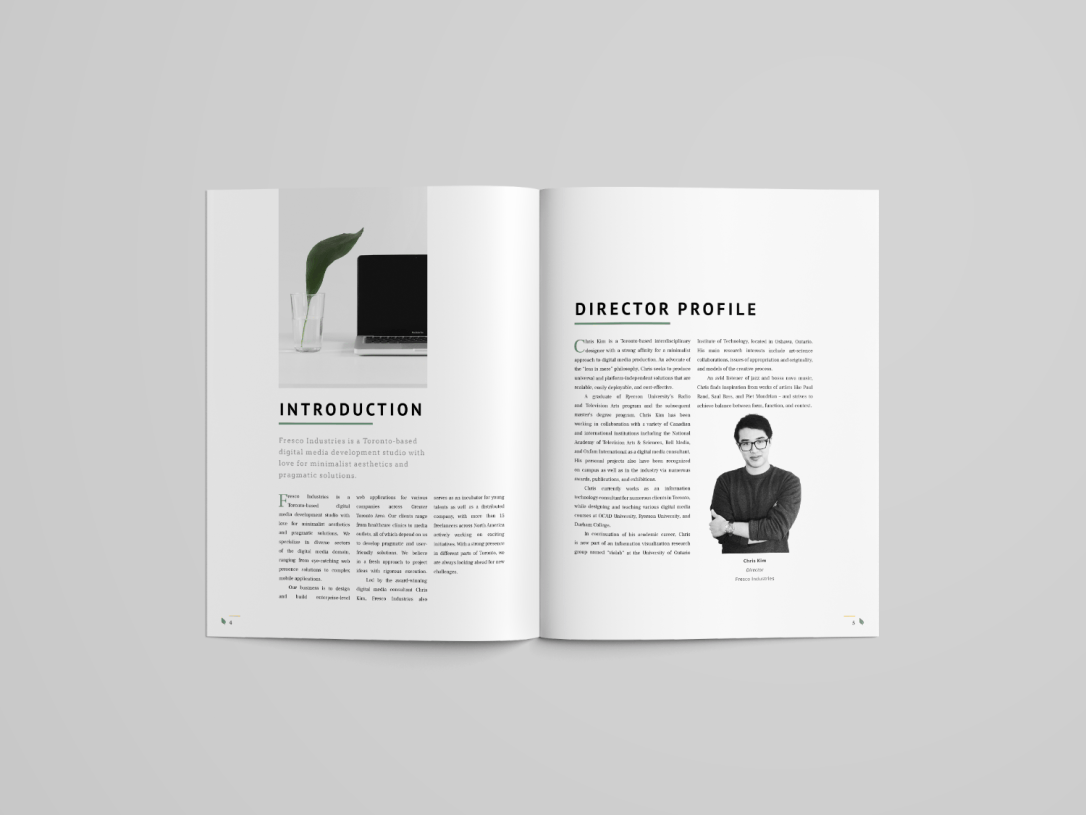 INTRODUCTION
Fresco Industries is a Toronto-based
digital media development studio with
love for minimalist aesthetics and
pragmatic solutions.
Fresco Industries is a
Toronto-based digital
media development studio with
love for minimalist aesthetics
and pragmatic solutions. We
specialize in diverse sectors
of the digital media domain,
ranging from eye-catching web
presence solutions to complex
mobile applications.
Our business is to design
and build enterprise-level
web applications for various
companies across Greater
Toronto Area. Our clients range
from healthcare clinics to media
outlets, all of which depend on us
to develop pragmatic and user-
friendly solutions. We believe
in a fresh approach to project
ideas with rigorous execution.
Led by the award-winning
digital media consultant Chris
Kim, Fresco Industries also
serves as an incubator for young
talents as well as a distributed
company, with more than 15
freelancers across North America
actively working on exciting
initiatives. With a strong presence
in different parts of Toronto, we
are always looking ahead for new
challenges.
4
DIRECTOR PROFILE
Chris Kim is a Toronto-based interdisciplinary
designer with a strong affinity for a minimalist
approach to digital media production. An advocate of
the "less is more" philosophy, Chris seeks to produce
universal and platform-independent solutions that are
scalable, easily deployable, and cost-effective.
A graduate of Ryerson University's Radio
and Television Arts program and the subsequent
master's degree program, Chris Kim has been
working in collaboration with a variety of Canadian
and international institutions including the National
Academy of Television Arts & Sciences, Bell Media,
and Oxfam International as a digital media consultant.
His personal projects also have been recognized
on campus as well as in the industry via numerous
awards, publications, and exhibitions.
Chris currently works as an information
technology consultant for numerous clients in Toronto,
while designing and teaching various digital media
courses at OCAD University, Ryerson University, and
Durham College.
In continuation of his academic career, Chris
is now part of an information visualization research
group named "vialab" at the University of Ontario
Institute of Technology, located in Oshawa, Ontario.
His main research interests include art-science
collaborations, issues of appropriation and originality,
and models of the creative process.
An avid listener of jazz and bossa nova music,
Chris finds inspiration from works of artists like Paul
Rand, Saul Bass, and Piet Mondrian - and strives to
achieve balance between form, function, and context.
Chris Kim
Director
Fresco Industries
5